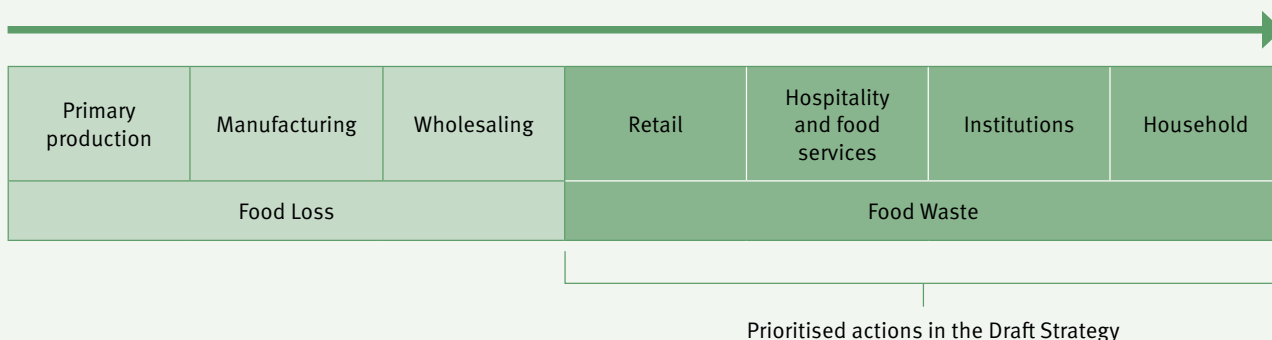 Primary
production
Manufacturing
Wholesaling
Retail
Hospitality
and food
services
Institutions
Household
Food Loss
Food Waste
Prioritised actions in the Draft Strategy